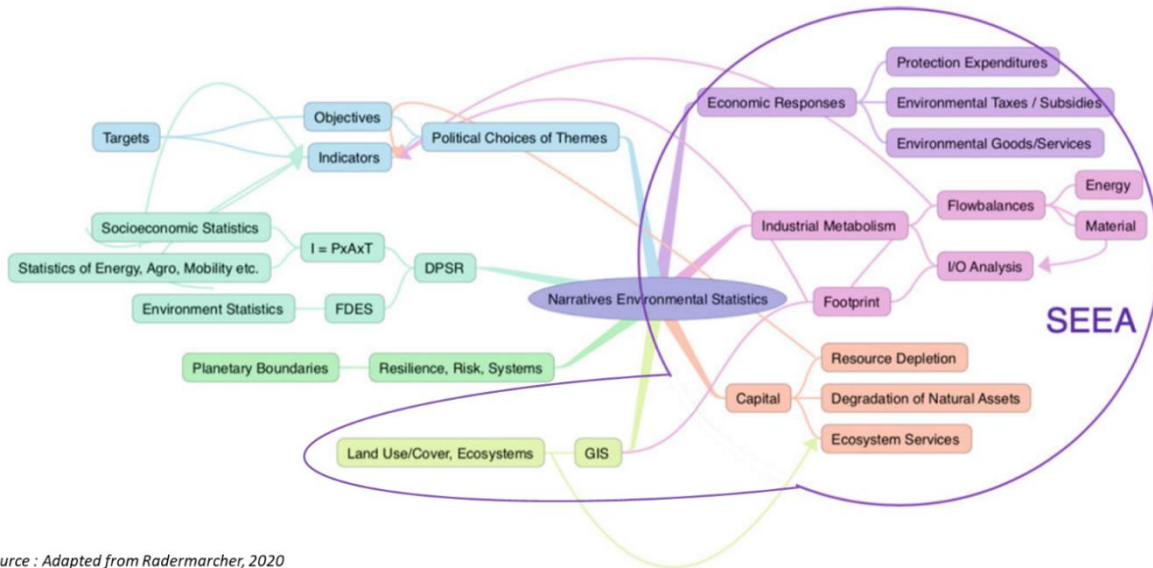 Protection Expenditures
Economic Responses
Environmental Taxes / Subsidies
Environmental Goods/Services
Objectives
Targets
Political Choices of Themes
Indicators
Energy
Flowbalances
Material
Industrial Metabolism
I/O Analysis
Socioeconomic Statistics
I = PxAxT
Statistics of Energy, Agro, Mobility etc.
DPSR
Environment Statistics
FDES
Narratives Environmental Statistics
Footprint
SEEA
Planetary Boundaries
Resilience, Risk, Systems
Resource Depletion
Capital
Degradation of Natural Assets
Ecosystem Services
Land Use/Cover, Ecosystems
GIS
urce : Adapted from Radermarcher, 2020